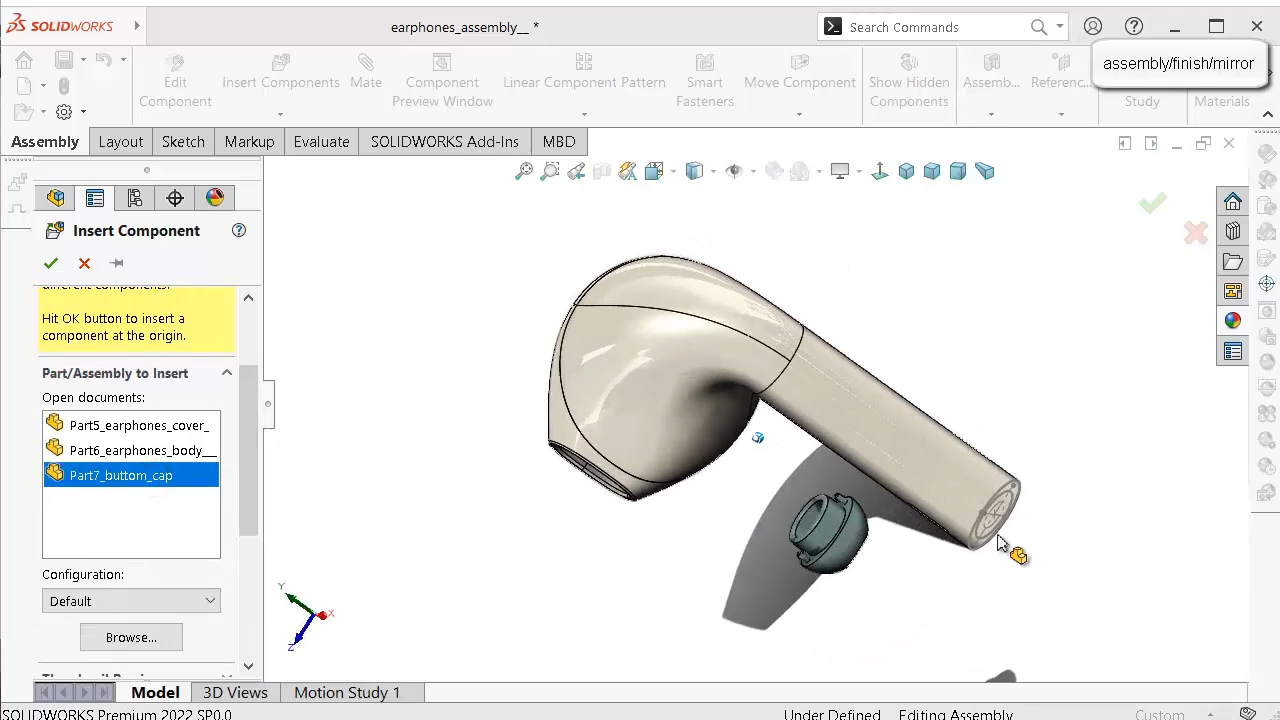 SOLIDWORKS
earphones_assembly__ *
Search Commands
assembly/finish/mirror
Edit
Component
Insert Components
Mate
Component
Preview Window
Linear Component Pattern
Smart
Fasteners
Move Component
Show Hidden
Components
Assemb...
Referenc...
Study
Materials
Assembly
Layout
Sketch
Markup
Evaluate
SOLIDWORKS Add-Ins
MBD
Insert Component
Hit OK button to insert a
component at the origin.
Part/Assembly to Insert
Open documents:
Part5_earphones_cover_
Part6_earphones_body__
Part7_buttom_cap
Configuration:
Default
Browse...
Y
X
Z
Model
3D Views
Motion Study 1
SOLIDWORKS Premium 2022 SP0.0
Under Defined
Editing Assembly
Custom